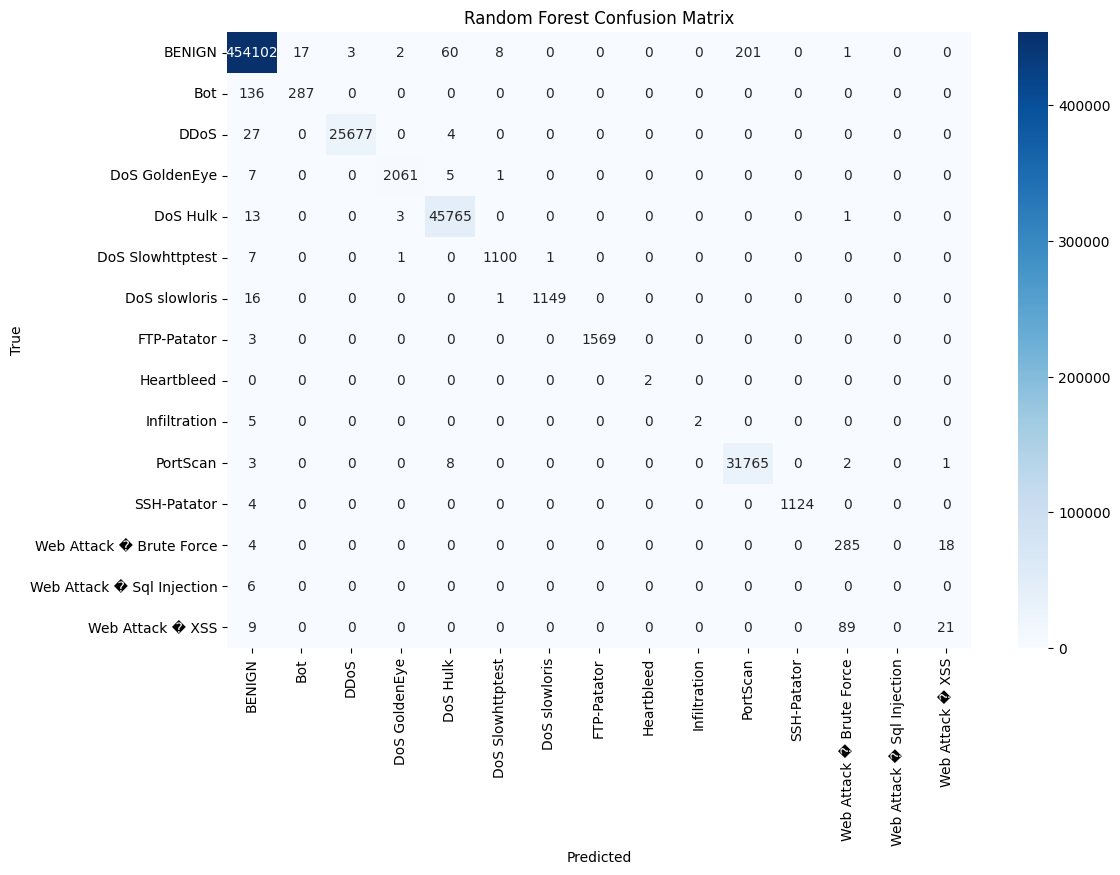 Random Forest Confusion Matrix
BENIGN 454102 17 3 2 60 8 0 0 0 0 201 0 1 0 0
Bot 136 287 0 0 0 0 0 0 0 0 0 0 0 0 0
DDoS 27 0 25677 0 4 0 0 0 0 0 0 0 0 0 0
DoS GoldenEye 7 0 0 2061 5 1 0 0 0 0 0 0 0 0 0
DoS Hulk 13 0 0 3 45765 0 0 0 0 0 0 0 1 0 0
DoS Slowhttptest 7 0 0 1 0 1100 1 0 0 0 0 0 0 0 0
DoS slowloris 16 0 0 0 0 1 1149 0 0 0 0 0 0 0 0
FTP-Patator 3 0 0 0 0 0 0 1569 0 0 0 0 0 0 0
Heartbleed 0 0 0 0 0 0 0 0 2 0 0 0 0 0 0
Infiltration 5 0 0 0 0 0 0 0 0 2 0 0 0 0 0
PortScan 3 0 0 0 8 0 0 0 0 0 31765 0 2 0 1
SSH-Patator 4 0 0 0 0 0 0 0 0 0 0 1124 0 0 0
Web Attack � Brute Force 4 0 0 0 0 0 0 0 0 0 0 0 285 0 18
Web Attack � Sql Injection 6 0 0 0 0 0 0 0 0 0 0 0 0 0 0
Web Attack � XSS 9 0 0 0 0 0 0 0 0 0 0 0 89 0 21
True
BENIGN
Bot
DDoS
DoS GoldenEye
DoS Hulk
DoS Slowhttptest
DoS slowloris
FTP-Patator
Heartbleed
Infiltration
PortScan
SSH-Patator
Web Attack � Brute Force
Web Attack � Sql Injection
Web Attack � XSS
Predicted
400000
300000
200000
100000
0